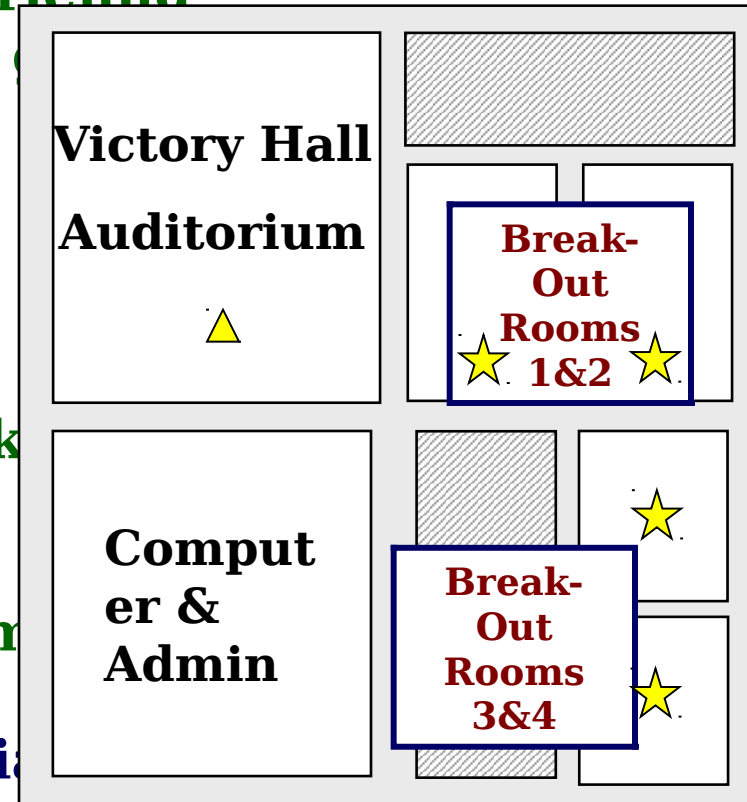 Victory Hall
Auditorium
Break-
Out
Rooms
1&2
Comput
er &
Admin
Break-
Out
Rooms
3&4